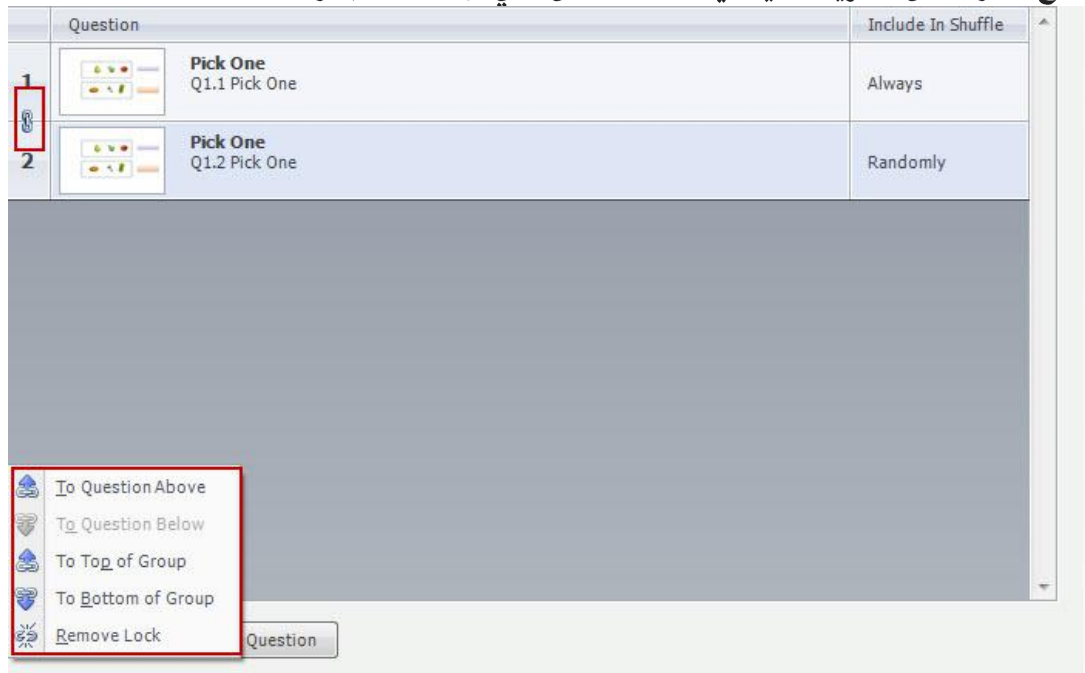 Question Include In Shuffle
1 Pick One Always
Q1.1 Pick One
2 Pick One Randomly
Q1.2 Pick One
To Question Above
To Question Below
To Top of Group
To Bottom of Group
Remove Lock
Question